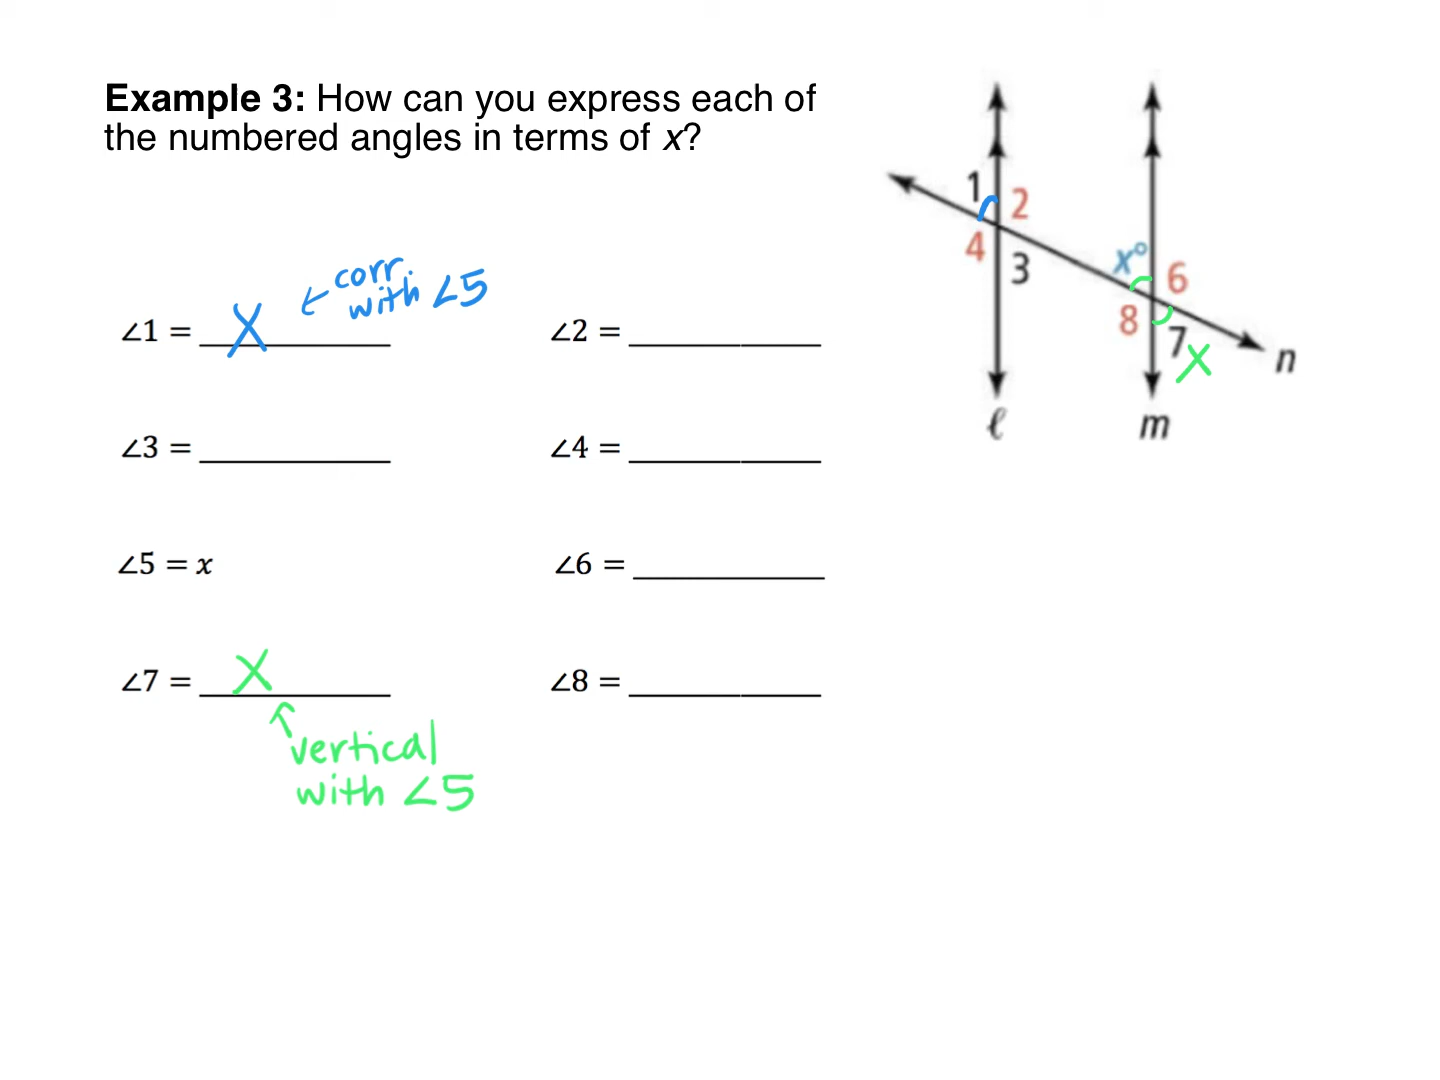 Example 3: How can you express each of
the numbered angles in terms of x?
corr.
with ∠5
∠1 = X
∠2 =
∠3 =
∠4 =
∠5 = x
∠6 =
∠7 = X
∠8 =
vertical
with ∠5
1
2
4
3
x°
6
8
7
X
n
ℓ
m